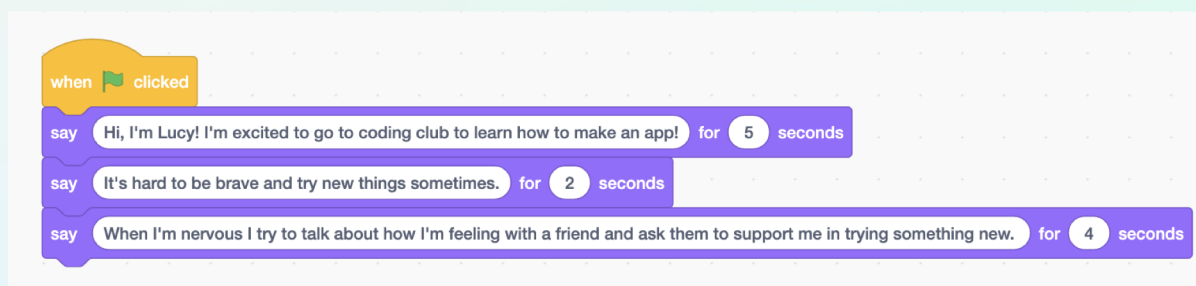 when clicked
say Hi, I'm Lucy! I'm excited to go to coding club to learn how to make an app! for 5 seconds
say It's hard to be brave and try new things sometimes. for 2 seconds
say When I'm nervous I try to talk about how I'm feeling with a friend and ask them to support me in trying something new. for 4 seconds